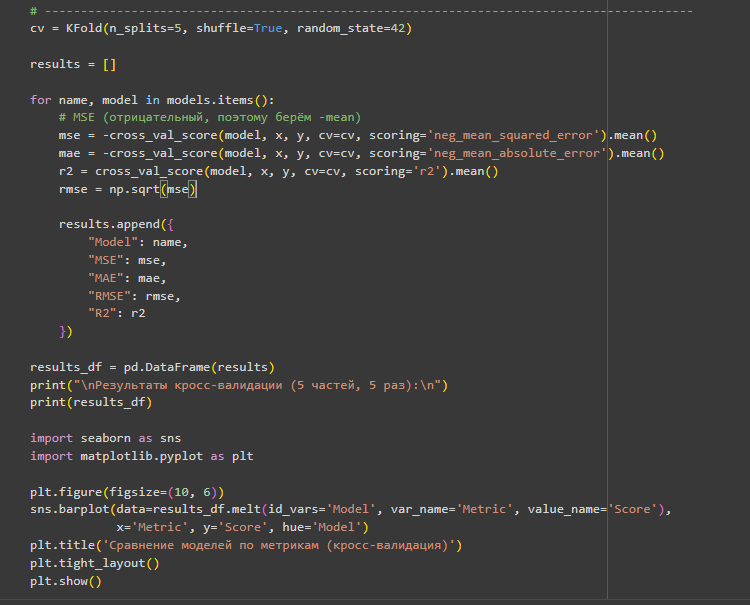 # ------------------------------------------------------------------------------------------
cv = KFold(n_splits=5, shuffle=True, random_state=42)
results = []
for name, model in models.items():
# MSE (отрицательный, поэтому берём -mean)
mse = -cross_val_score(model, x, y, cv=cv, scoring='neg_mean_squared_error').mean()
mae = -cross_val_score(model, x, y, cv=cv, scoring='neg_mean_absolute_error').mean()
r2 = cross_val_score(model, x, y, cv=cv, scoring='r2').mean()
rmse = np.sqrt(mse)
results.append({
"Model": name,
"MSE": mse,
"MAE": mae,
"RMSE": rmse,
"R2": r2
})
results_df = pd.DataFrame(results)
print("\nРезультаты кросс-валидации (5 частей, 5 раз):\n")
print(results_df)
import seaborn as sns
import matplotlib.pyplot as plt
plt.figure(figsize=(10, 6))
sns.barplot(data=results_df.melt(id_vars='Model', var_name='Metric', value_name='Score'),
x='Metric', y='Score', hue='Model')
plt.title('Сравнение моделей по метрикам (кросс-валидация)')
plt.tight_layout()
plt.show()